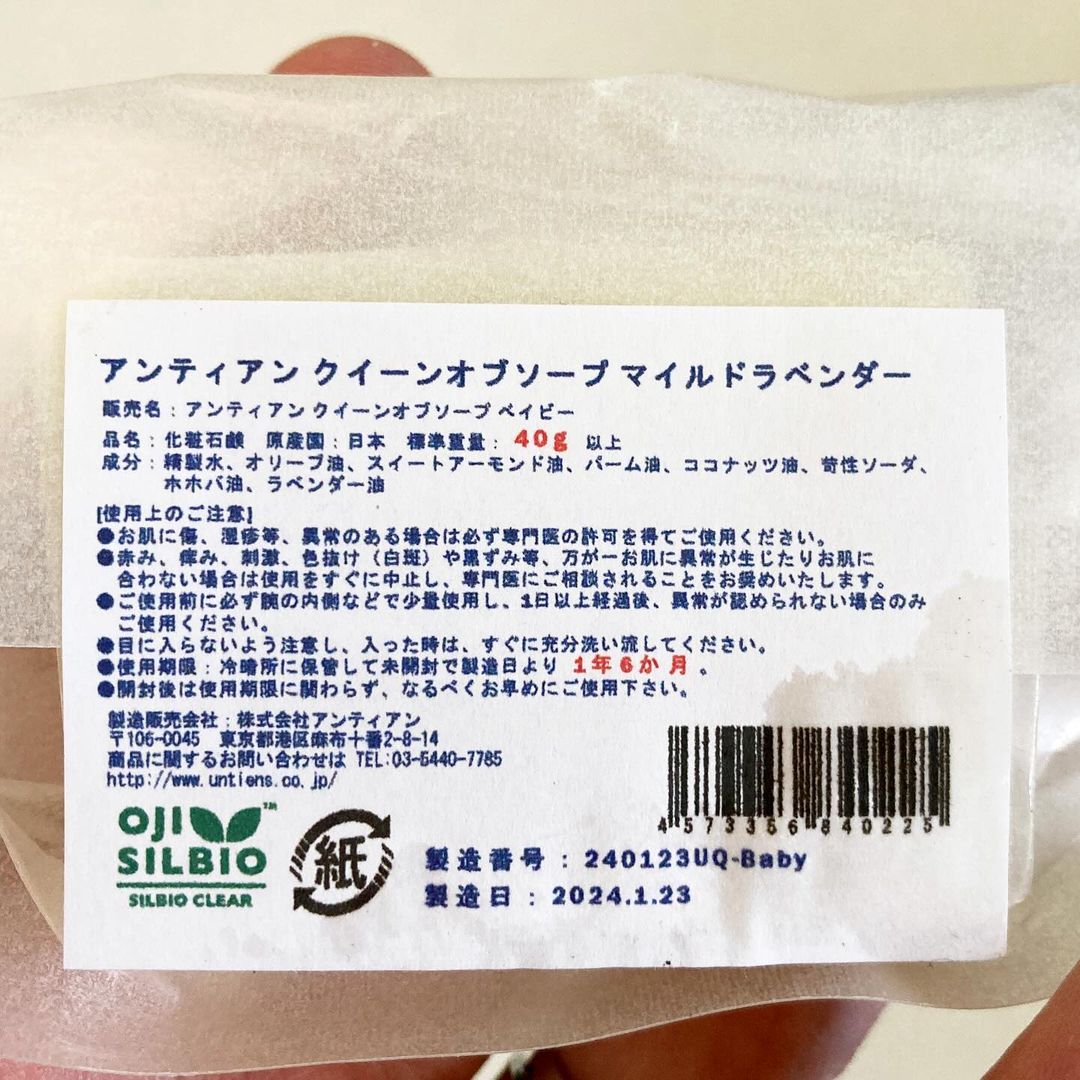 アンティアン クイーンオブソープ マイルドラベンダー
販売名：アンティアン クイーンオブソープ ベイビー
品名：化粧石鹸　原産国：日本　標準重量： 40g 以上
成分：精製水、オリーブ油、スイートアーモンド油、パーム油、ココナッツ油、苛性ソーダ、
ホホバ油、ラベンダー油
[使用上のご注意]
●お肌に傷、湿疹等、異常のある場合は必ず専門医の許可を得てご使用ください。
●赤み、痒み、刺激、色抜け（白斑）や黒ずみ等、万が一お肌に異常が生じたりお肌に
合わない場合は使用をすぐに中止し、専門医にご相談されることをお奨めいたします。
●ご使用前に必ず腕の内側などで少量使用し、1日以上経過後、異常が認められない場合のみ
ご使用ください。
●目に入らないよう注意し、入った時は、すぐに充分洗い流してください。
●使用期限：冷暗所に保管して未開封で製造日より 1年6か月 。
●開封後は使用期限に関わらず、なるべくお早めにご使用下さい。
製造販売会社：株式会社アンティアン
〒106-0045　東京都港区麻布十番2-8-14
商品に関するお問い合わせは TEL:03-5440-7785
http://www.untiens.co.jp/
4573356840225
OJI™
SILBIO
SILBIO CLEAR
紙
製造番号：240123UQ-Baby
製造日：2024.1.23